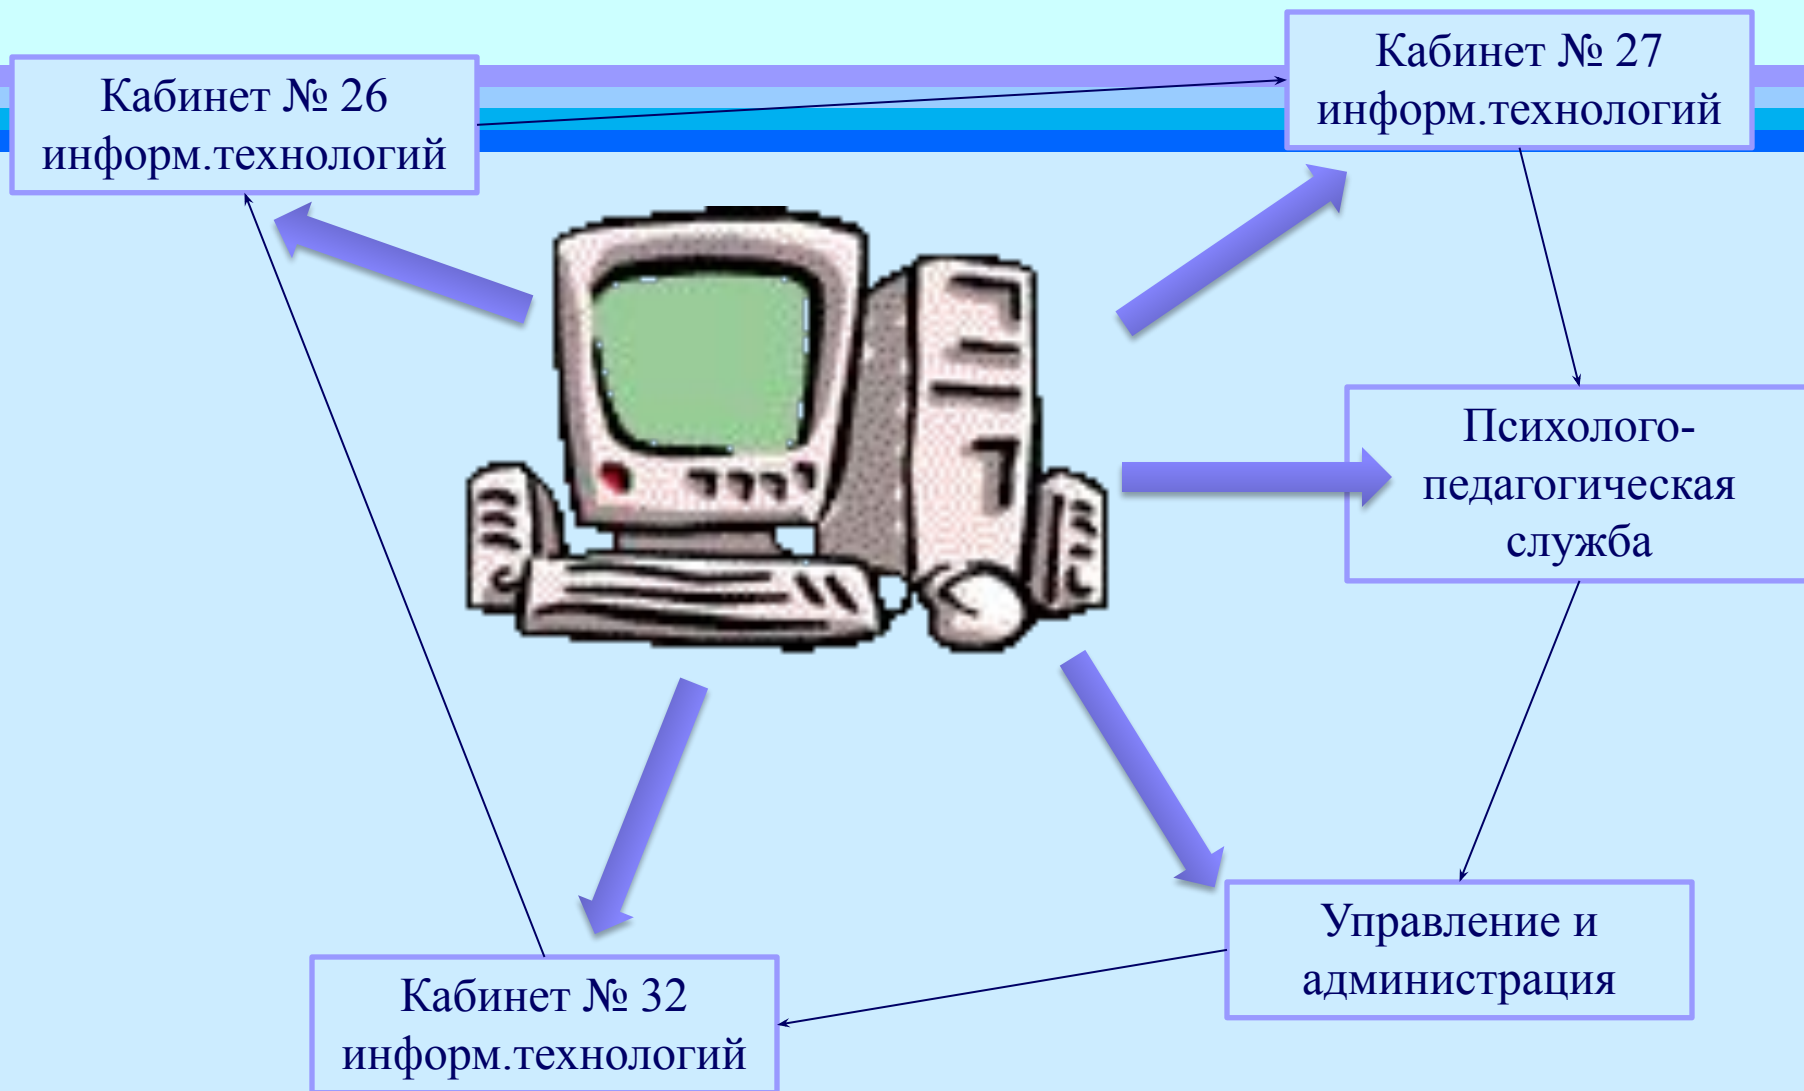 Кабинет № 26
информ.технологий
Кабинет № 27
информ.технологий
Психолого-
педагогическая
служба
Управление и
администрация
Кабинет № 32
информ.технологий